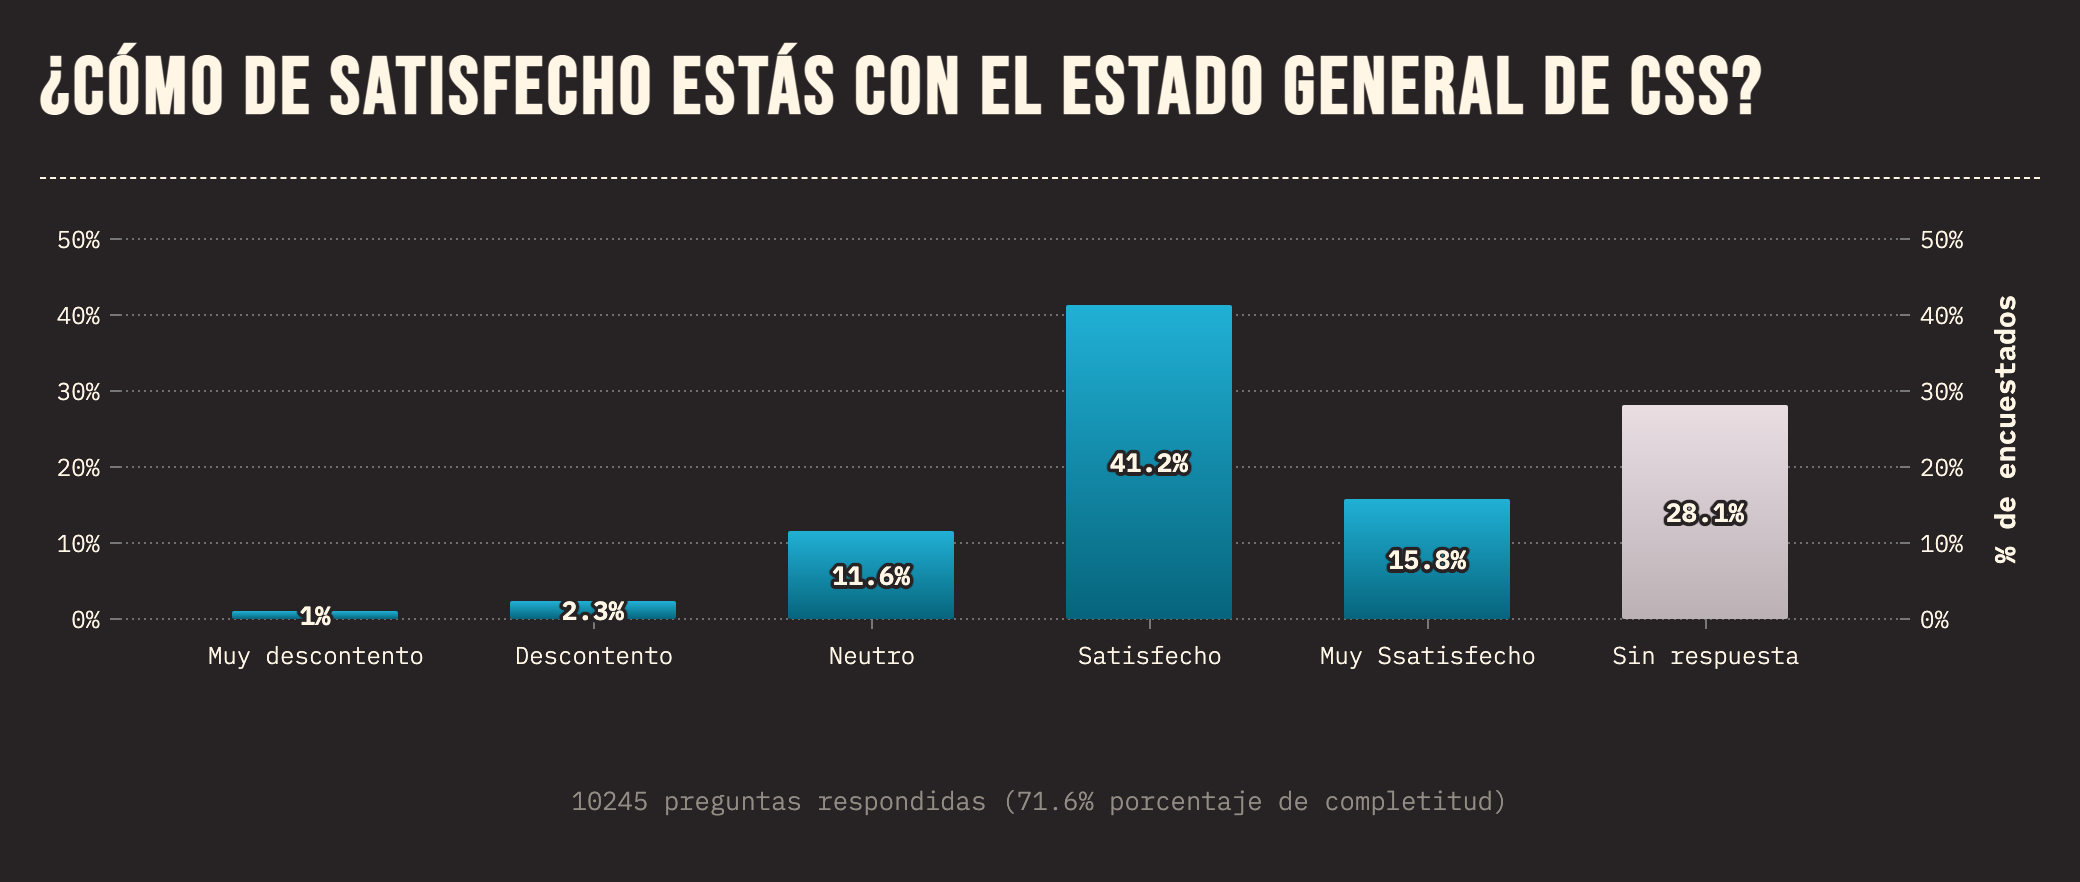 ¿CÓMO DE SATISFECHO ESTÁS CON EL ESTADO GENERAL DE CSS?
50% 50%
40% 40%
30% 30%
20% 20%
10% 10%
0% 0%
% de encuestados
1% 2.3% 11.6% 41.2% 15.8% 28.1%
Muy descontento Descontento Neutro Satisfecho Muy Ssatisfecho Sin respuesta
10245 preguntas respondidas (71.6% porcentaje de completitud)